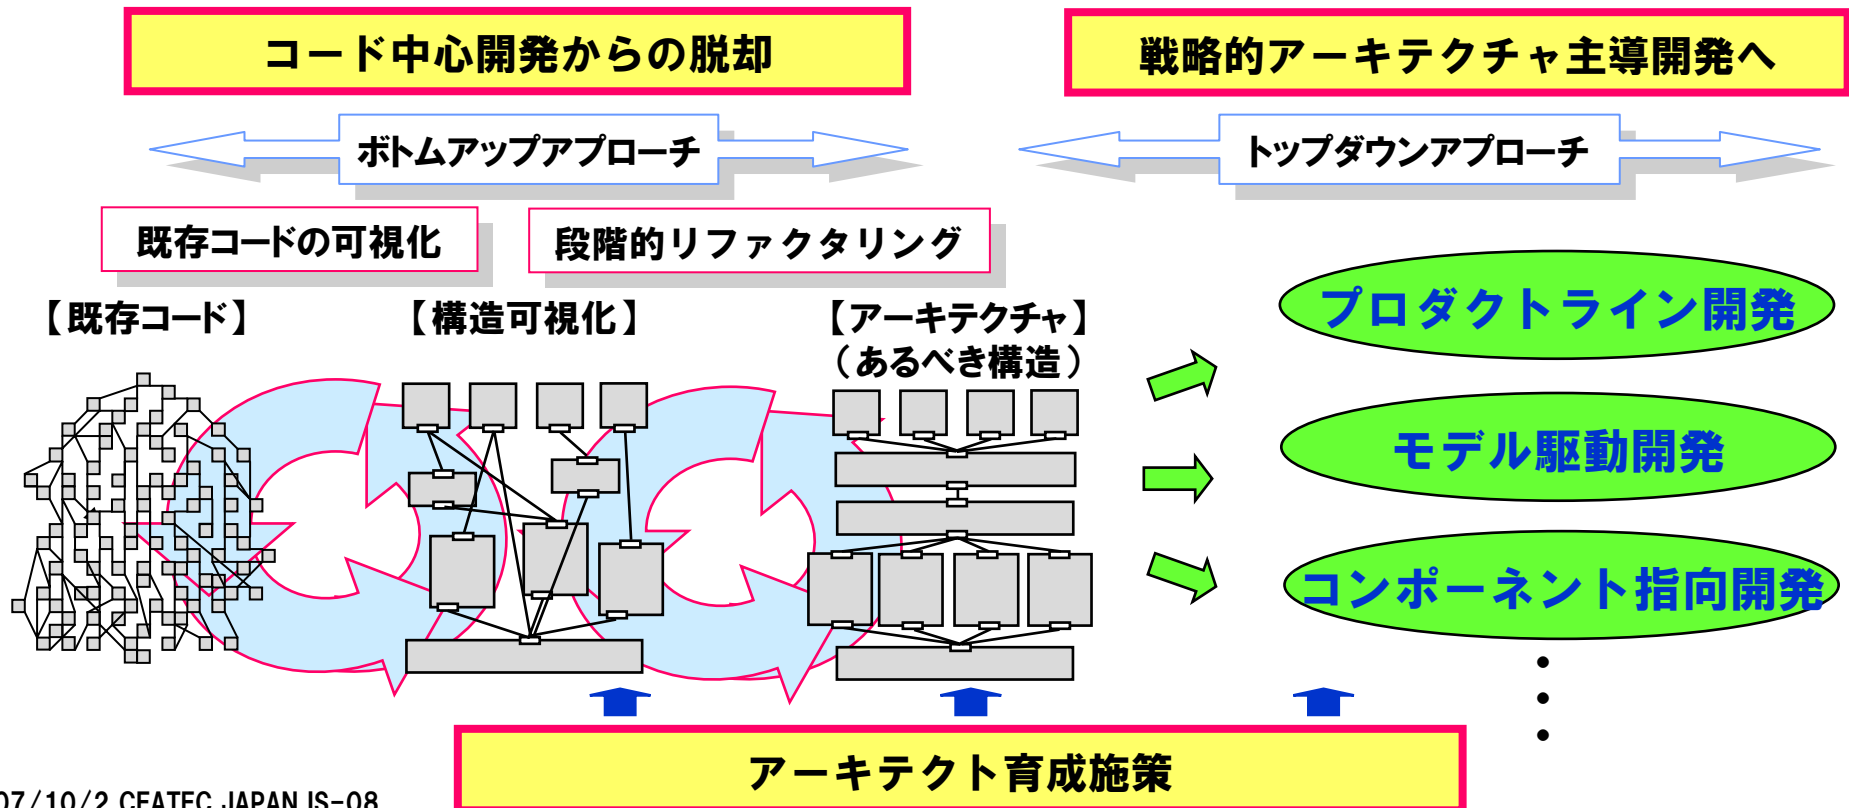 コード中心開発からの脱却
戦略的アーキテクチャ主導開発へ
ボトムアップアプローチ
トップダウンアプローチ
既存コードの可視化
段階的リファクタリング
【既存コード】
【構造可視化】
【アーキテクチャ】
（あるべき構造）
プロダクトライン開発
モデル駆動開発
コンポーネント指向開発
アーキテクト育成施策
07/10/2 CEATEC JAPAN IS-08